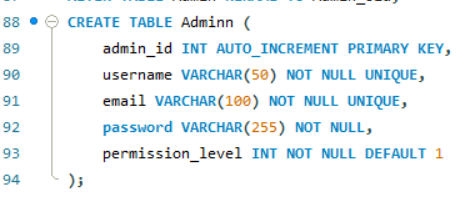 88 CREATE TABLE Adminn (
89 admin_id INT AUTO_INCREMENT PRIMARY KEY,
90 username VARCHAR(50) NOT NULL UNIQUE,
91 email VARCHAR(100) NOT NULL UNIQUE,
92 password VARCHAR(255) NOT NULL,
93 permission_level INT NOT NULL DEFAULT 1
94 );